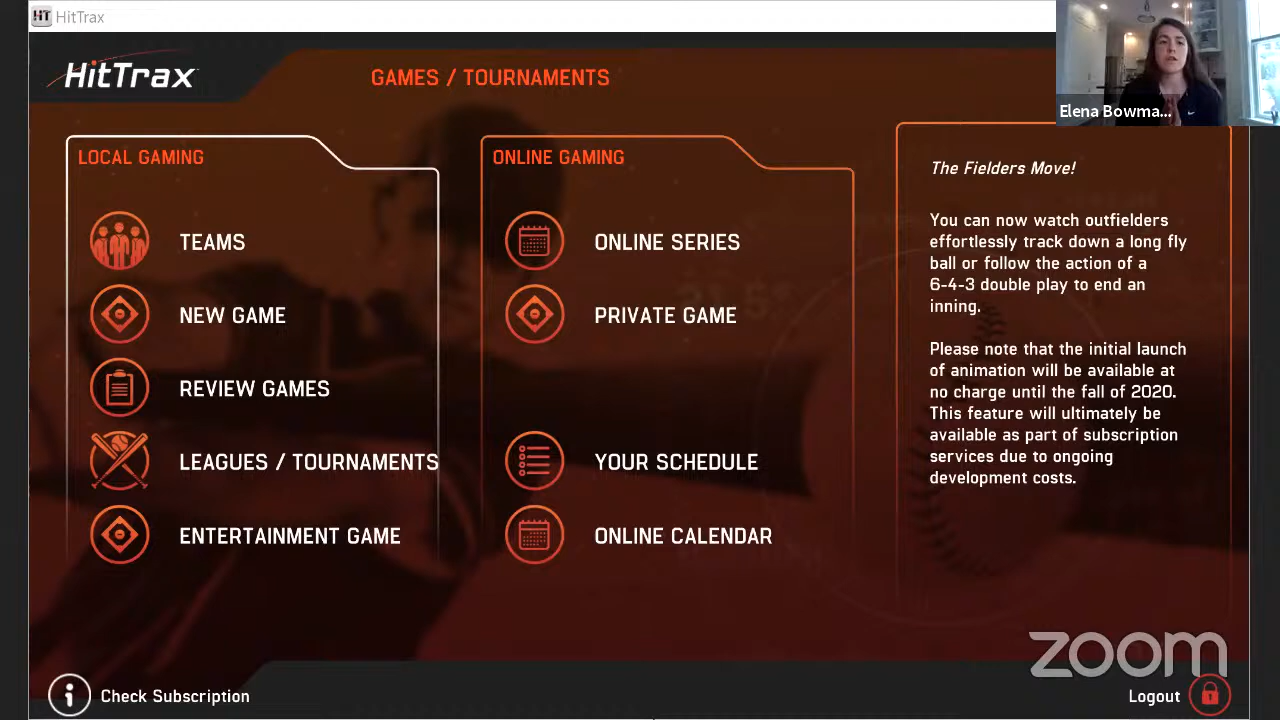 HT HitTrax
HitTrax
GAMES / TOURNAMENTS
Elena Bowma...
LOCAL GAMING
TEAMS
NEW GAME
REVIEW GAMES
LEAGUES / TOURNAMENTS
ENTERTAINMENT GAME
ONLINE GAMING
ONLINE SERIES
PRIVATE GAME
YOUR SCHEDULE
ONLINE CALENDAR
The Fielders Move!
You can now watch outfielders
effortlessly track down a long fly
ball or follow the action of a
6-4-3 double play to end an
inning.
Please note that the initial launch
of animation will be available at
no charge until the fall of 2020.
This feature will ultimately be
available as part of subscription
services due to ongoing
development costs.
zoom
Check Subscription
Logout